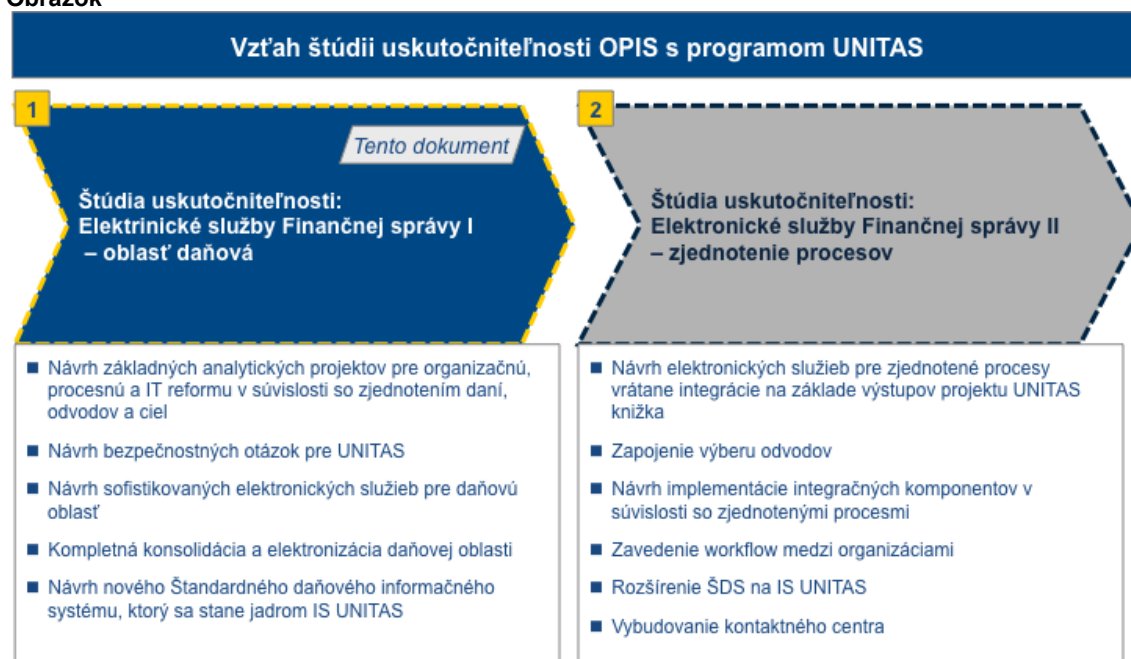 Obrázok
Vzťah štúdii uskutočniteľnosti OPIS s programom UNITAS
1
Tento dokument
Štúdia uskutočniteľnosti:
Elektrinické služby Finančnej správy I
– oblasť daňová
Návrh základných analytických projektov pre organizačnú,
procesnú a IT reformu v súvislosti so zjednotením daní,
odvodov a ciel
Návrh bezpečnostných otázok pre UNITAS
Návrh sofistikovaných elektronických služieb pre daňovú
oblasť
Kompletná konsolidácia a elektronizácia daňovej oblasti
Návrh nového Štandardného daňového informačného
systému, ktorý sa stane jadrom IS UNITAS
2
Štúdia uskutočniteľnosti:
Elektronické služby Finančnej správy II
– zjednotenie procesov
Návrh elektronických služieb pre zjednotené procesy
vrátane integrácie na základe výstupov projektu UNITAS
knižka
Zapojenie výberu odvodov
Návrh implementácie integračných komponentov v
súvislosti so zjednotenými procesmi
Zavedenie workflow medzi organizáciami
Rozšírenie ŠDS na IS UNITAS
Vybudovanie kontaktného centra